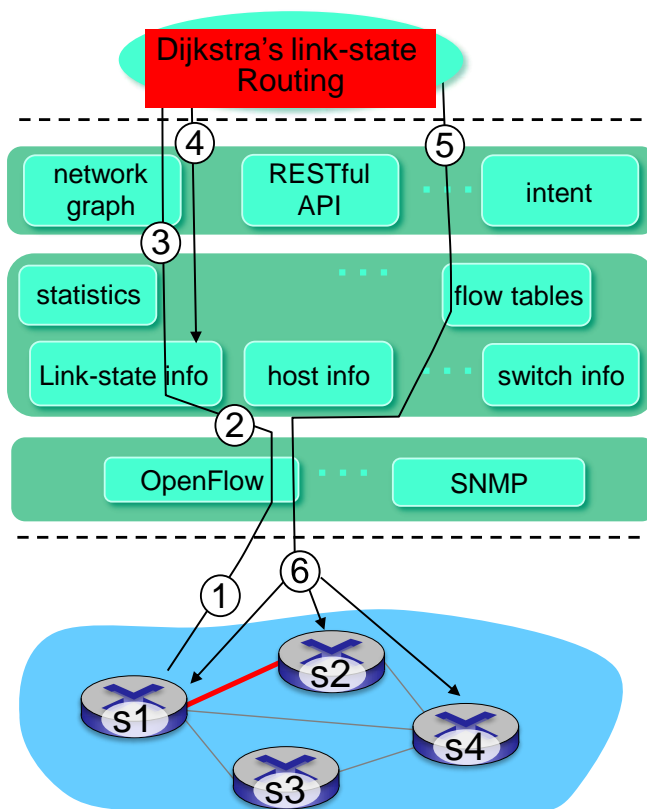 Dijkstra's link-state
Routing
4
5
network
graph
RESTful
API
. . .
intent
3
. . .
statistics
flow tables
Link-state info
host info
. . .
switch info
2
OpenFlow
. . .
SNMP
1
6
s2
s1
s4
s3